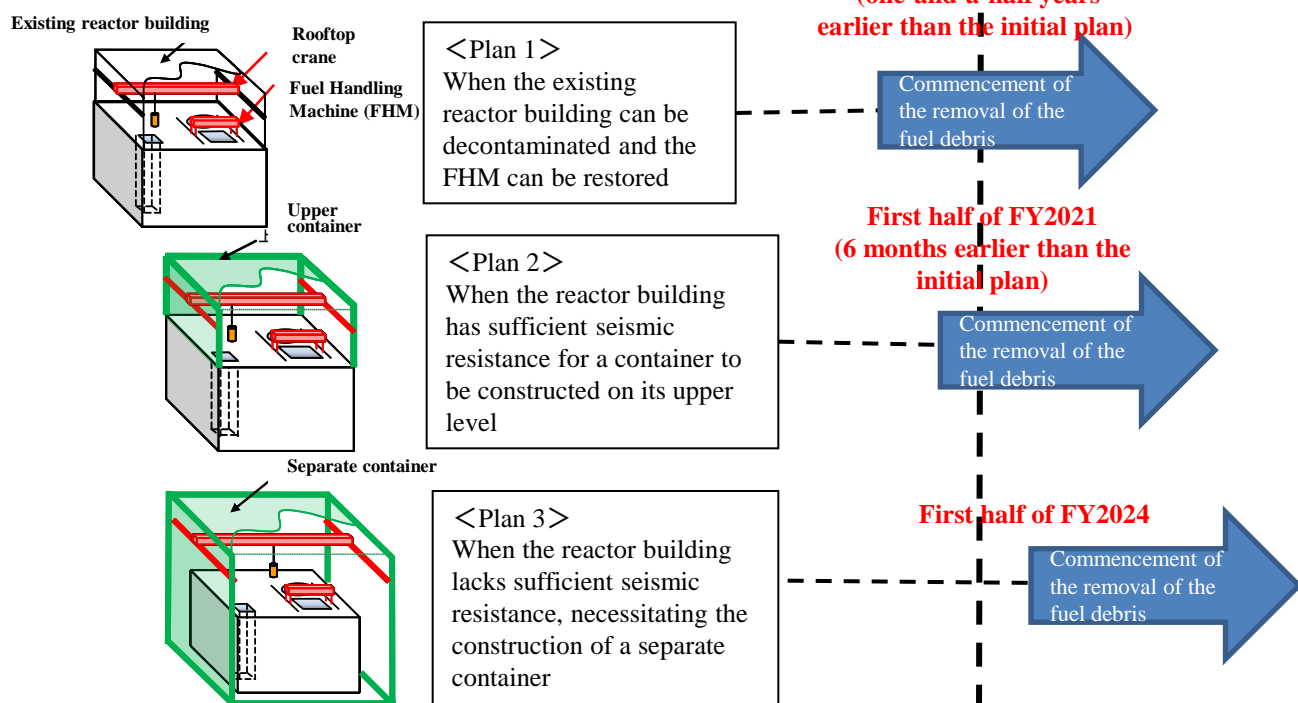 (one and a half years
earlier than the initial plan)
Existing reactor building
Rooftop
crane
Fuel Handling
Machine (FHM)
<Plan 1>
When the existing
reactor building can be
decontaminated and the
FHM can be restored
Commencement of
the removal of the
fuel debris
Upper
container
<Plan 2>
When the reactor building
has sufficient seismic
resistance for a container to
be constructed on its upper
level
First half of FY2021
(6 months earlier than the
initial plan)
Commencement of
the removal of the
fuel debris
Separate container
<Plan 3>
When the reactor building
lacks sufficient seismic
resistance, necessitating the
construction of a separate
container
First half of FY2024
Commencement of
the removal of the
fuel debris